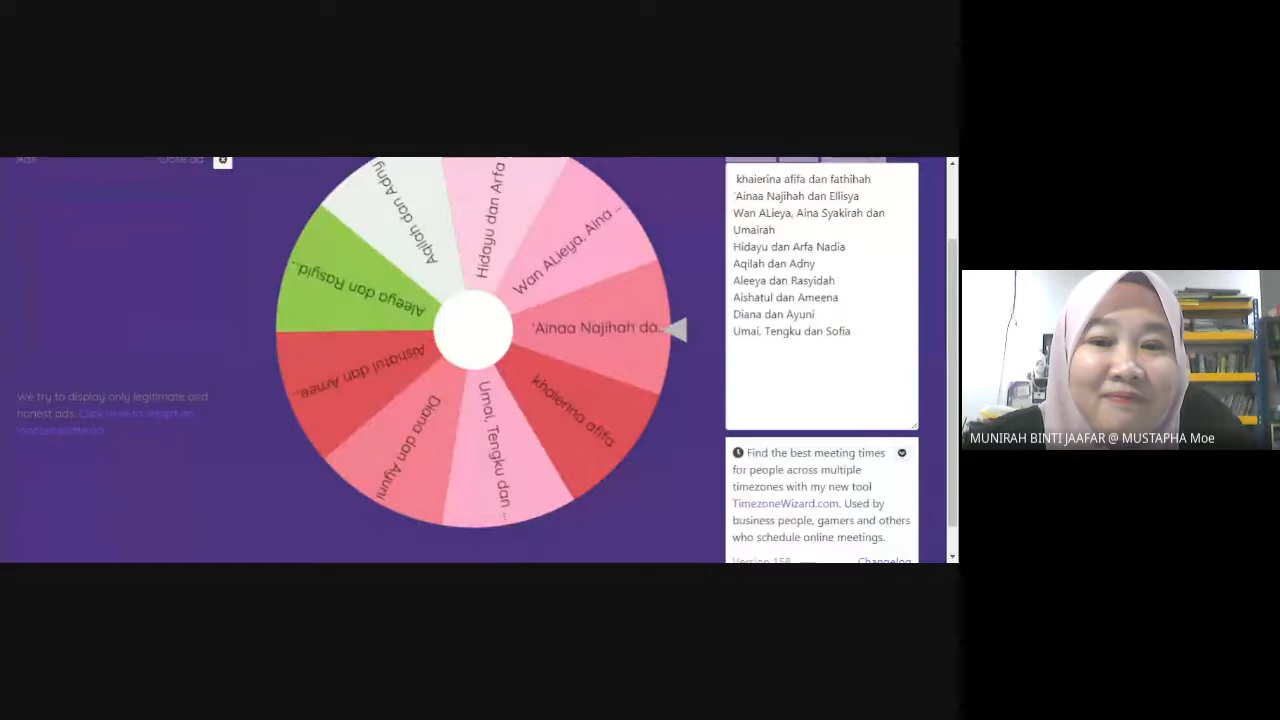 Close ad
We try to display only legitimate and
honest ads.
Aqilah dan Adny
Hidayu dan Arfa
Wan ALieya, Aina ...
'Ainaa Najihah da...
khaierina afifa
Umai, Tengku dan ...
Diana dan Ayuni
Aishatul dan Amee...
Aleeya dan Rasyid...
khaierina afifa dan fathihah
'Ainaa Najihah dan Ellisya
Wan ALieya, Aina Syakirah dan
Umairah
Hidayu dan Arfa Nadia
Aqilah dan Adny
Aleeya dan Rasyidah
Aishatul dan Ameena
Diana dan Ayuni
Umai, Tengku dan Sofia
Find the best meeting times
for people across multiple
timezones with my new tool
TimezoneWizard.com. Used by
business people, gamers and others
who schedule online meetings.
Version 158
Changelog
MUNIRAH BINTI JAAFAR @ MUSTAPHA Moe